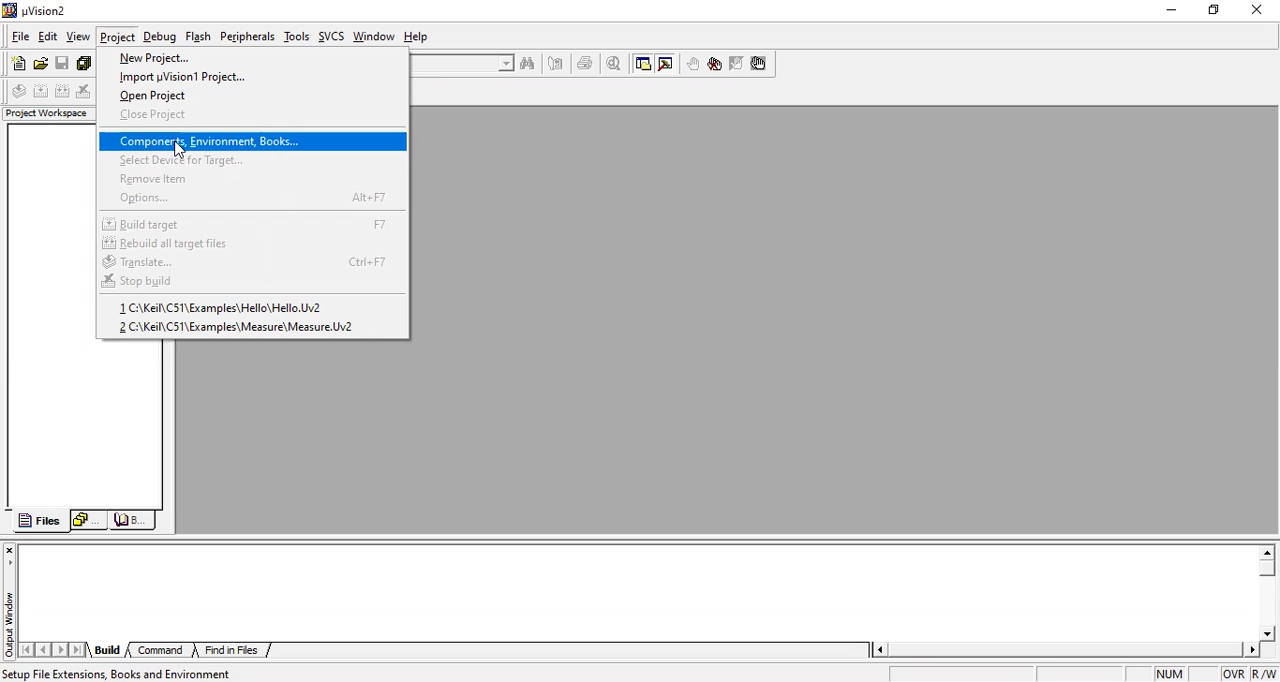 µVision2
File Edit View Project Debug Flash Peripherals Tools SVCS Window Help
New Project...
Import µVision1 Project...
Open Project
Close Project
Project Workspace
Components, Environment, Books...
Select Device for Target...
Remove Item
Options... Alt+F7
Build target F7
Rebuild all target files
Translate... Ctrl+F7
Stop build
1 C:\Keil\C51\Examples\Hello\Hello.Uv2
2 C:\Keil\C51\Examples\Measure\Measure.Uv2
Files ... B...
Output Window
Build Command Find in Files
Setup File Extensions, Books and Environment NUM OVR R/W